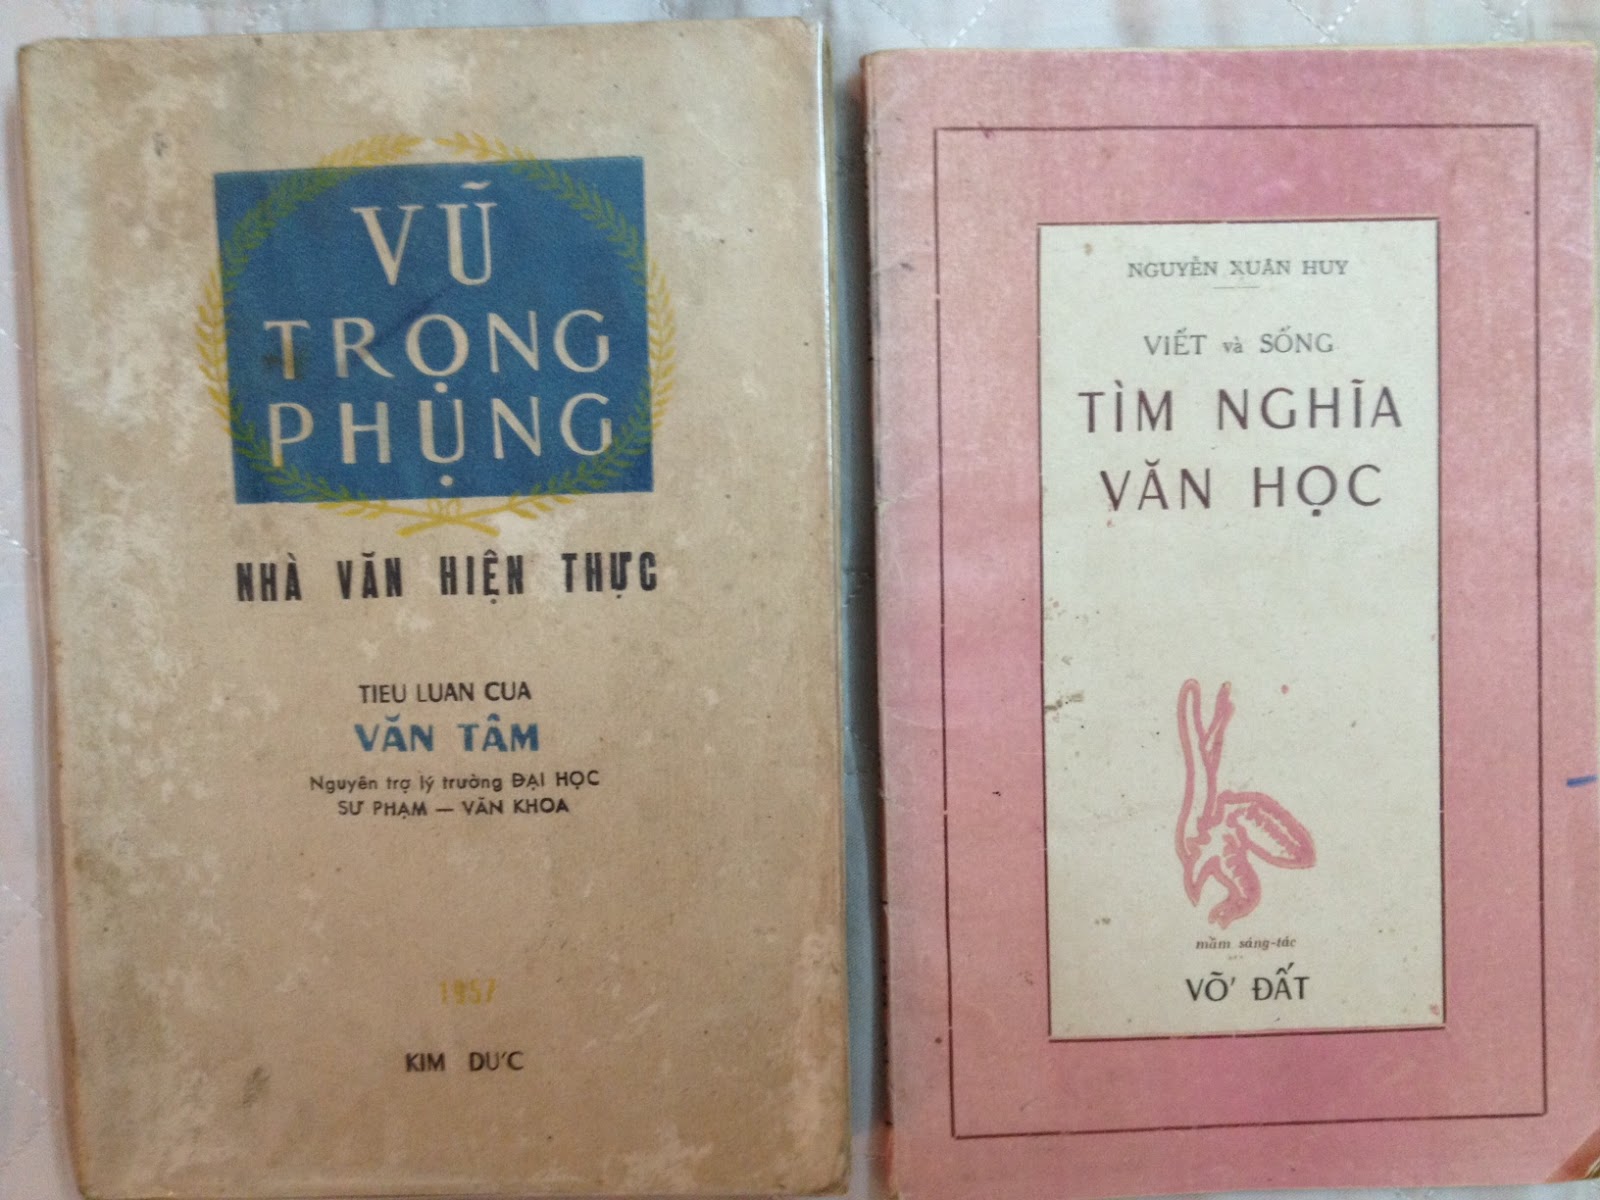 VŨ
TRỌNG
PHỤNG
NHÀ VĂN HIỆN THỰC
TIEU LUAN CUA
VĂN TÂM
Nguyên trợ lý trường ĐẠI HỌC
SƯ PHẠM — VĂN KHOA
1957
KIM DƯC
NGUYỄN XUÂN HUY
VIẾT và SỐNG
TÌM NGHĨA
VĂN HỌC
mầm sáng-tác
VỠ ĐẤT